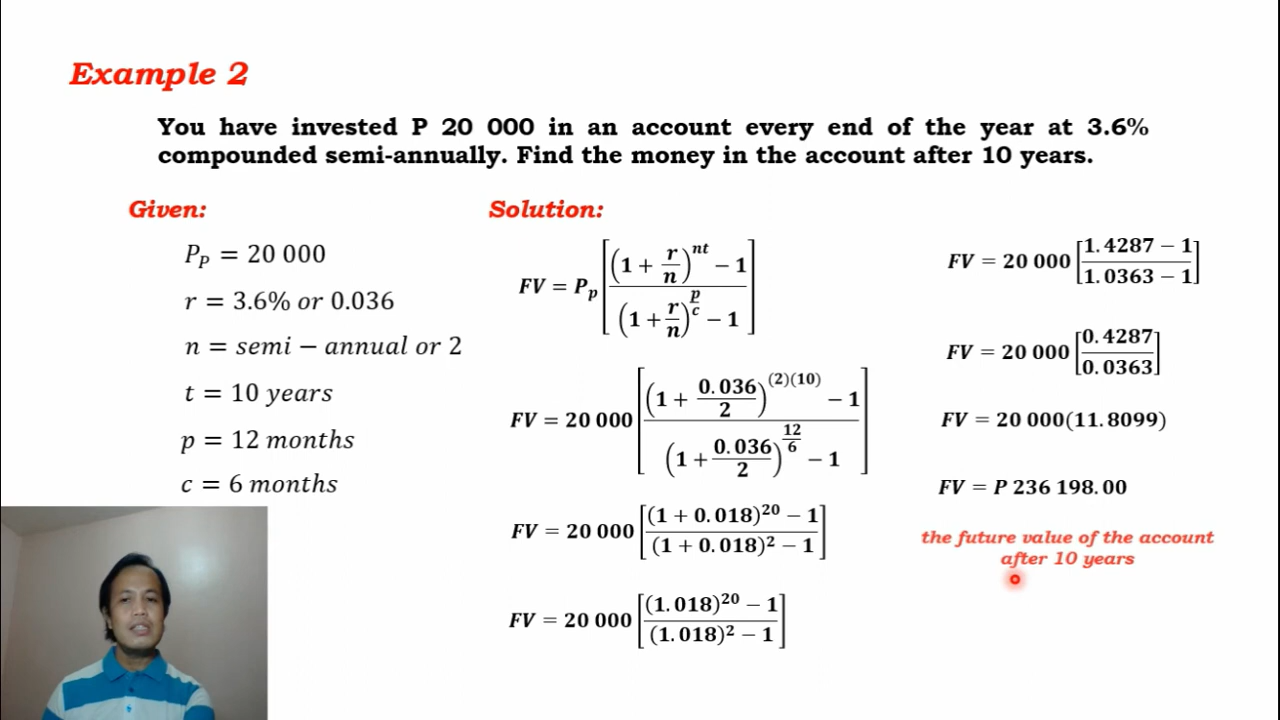 Example 2
You have invested P 20 000 in an account every end of the year at 3.6%
compounded semi-annually. Find the money in the account after 10 years.
Given:
P_P = 20 000
r = 3.6% or 0.036
n = semi − annual or 2
t = 10 years
p = 12 months
c = 6 months
Solution:
FV = P_p [((1 + r/n)^{nt} − 1) / ((1 + r/n)^{p/c} − 1)]
FV = 20 000 [((1 + 0.036/2)^{(2)(10)} − 1) / ((1 + 0.036/2)^{12/6} − 1)]
FV = 20 000 [((1 + 0.018)^{20} − 1) / ((1 + 0.018)^2 − 1)]
FV = 20 000 [((1.018)^{20} − 1) / ((1.018)^2 − 1)]
FV = 20 000 [(1.4287 − 1) / (1.0363 − 1)]
FV = 20 000 [0.4287 / 0.0363]
FV = 20 000(11.8099)
FV = P 236 198.00
the future value of the account
after 10 years